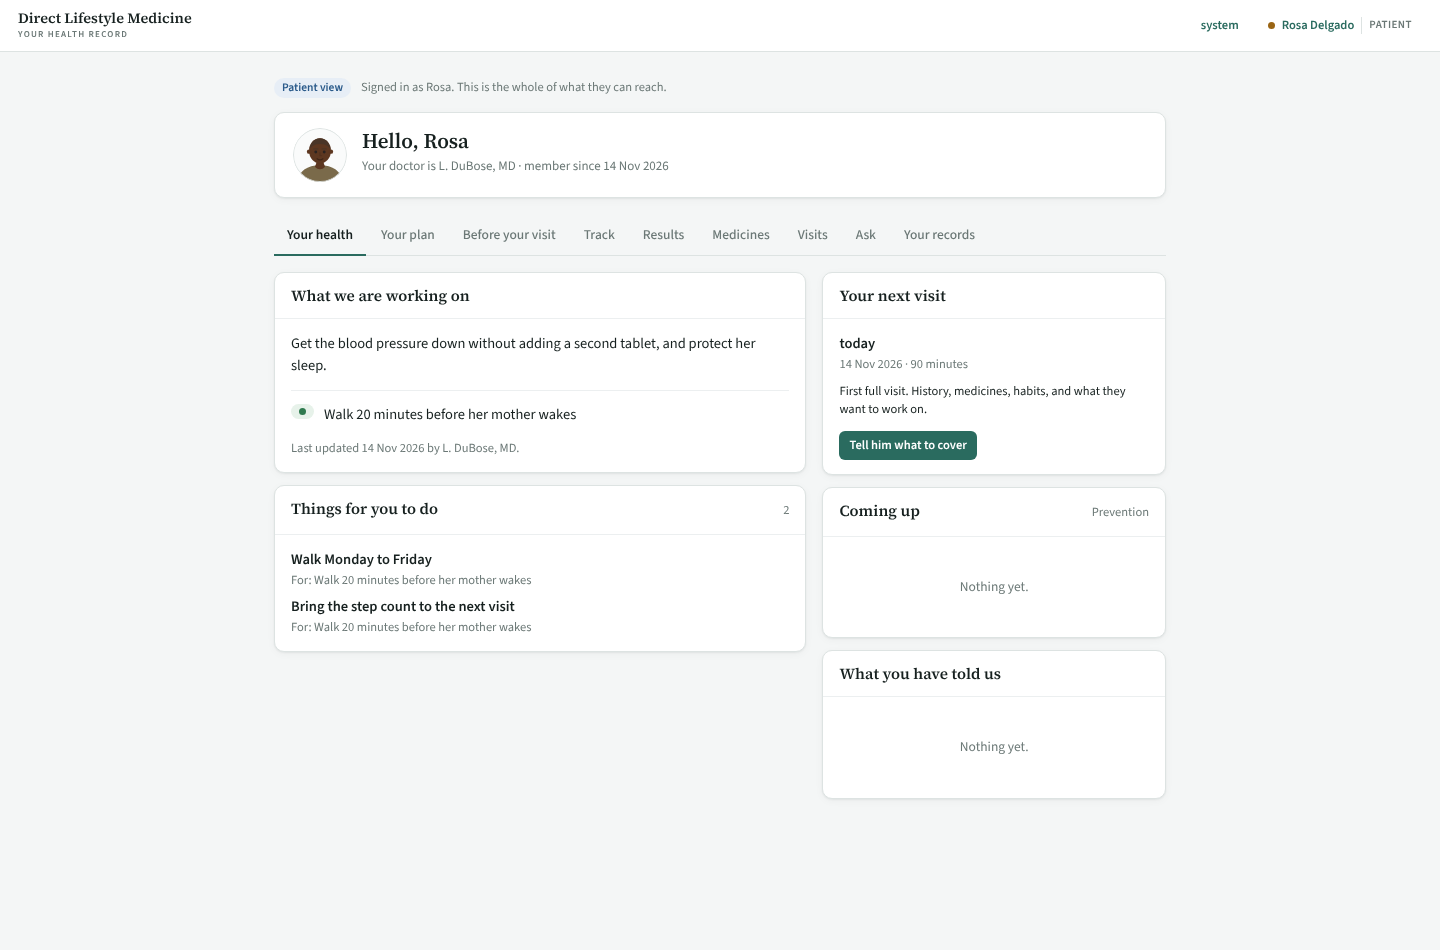 Direct Lifestyle Medicine
YOUR HEALTH RECORD
system
Rosa Delgado
PATIENT
Patient view
Signed in as Rosa. This is the whole of what they can reach.
Hello, Rosa
Your doctor is L. DuBose, MD · member since 14 Nov 2026
Your health
Your plan
Before your visit
Track
Results
Medicines
Visits
Ask
Your records
What we are working on
Get the blood pressure down without adding a second tablet, and protect her
sleep.
Walk 20 minutes before her mother wakes
Last updated 14 Nov 2026 by L. DuBose, MD.
Things for you to do
2
Walk Monday to Friday
For: Walk 20 minutes before her mother wakes
Bring the step count to the next visit
For: Walk 20 minutes before her mother wakes
Your next visit
today
14 Nov 2026 · 90 minutes
First full visit. History, medicines, habits, and what they
want to work on.
Tell him what to cover
Coming up
Prevention
Nothing yet.
What you have told us
Nothing yet.